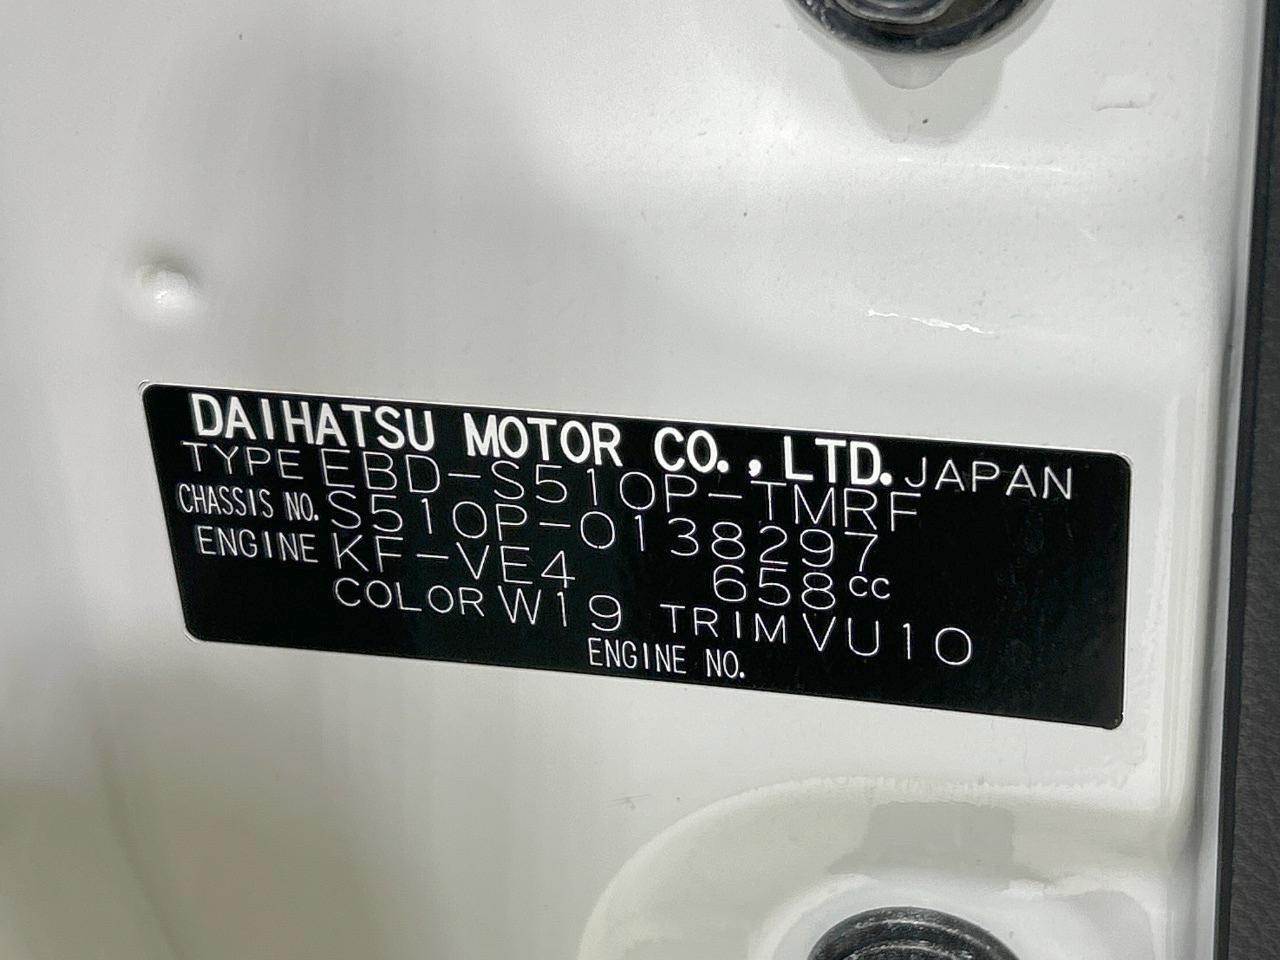 DAIHATSU MOTOR CO., LTD. JAPAN
TYPE EBD-S510P-TMRF
CHASSIS NO. S510P-0138297
ENGINE KF-VE4 658cc
COLOR W19 TRIM VU10
ENGINE NO.